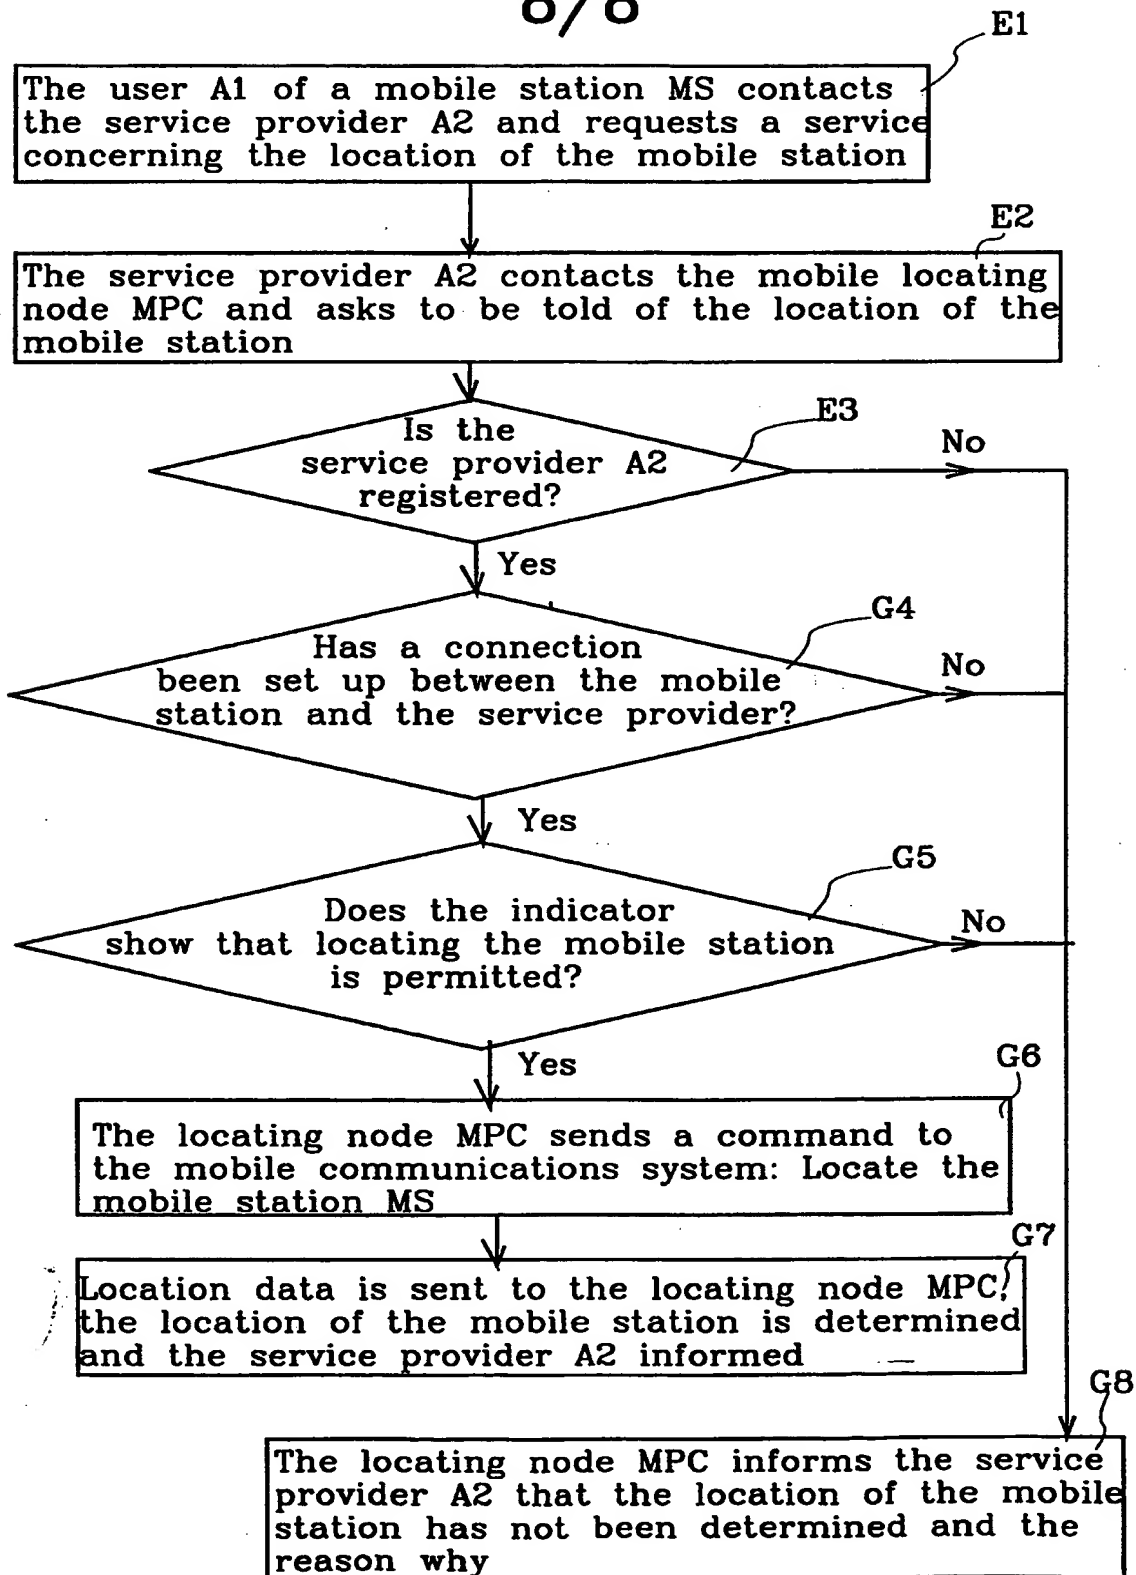 E1
The user A1 of a mobile station MS contacts
the service provider A2 and requests a service
concerning the location of the mobile station
E2
The service provider A2 contacts the mobile locating
node MPC and asks to be told of the location of the
mobile station
E3
Is the
service provider A2
registered?
No
Yes
G4
Has a connection
been set up between the mobile
station and the service provider?
No
Yes
G5
Does the indicator
show that locating the mobile station
is permitted?
No
Yes
G6
The locating node MPC sends a command to
the mobile communications system: Locate the
mobile station MS
G7
Location data is sent to the locating node MPC,
the location of the mobile station is determined
and the service provider A2 informed
G8
The locating node MPC informs the service
provider A2 that the location of the mobile
station has not been determined and the
reason why